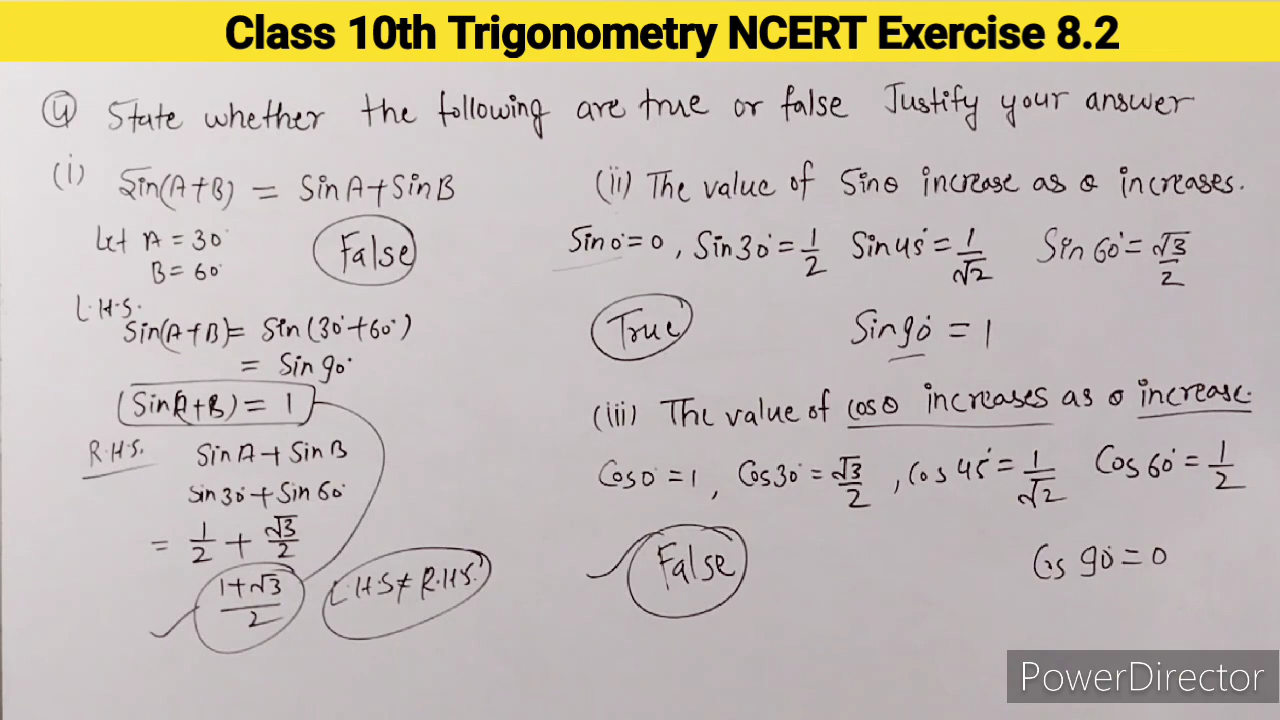 Class 10th Trigonometry NCERT Exercise 8.2
④ State whether the following are true or false Justify your answer
(i) Sin(A+B) = SinA+SinB
Let A = 30°
B = 60°
False
L.H.S.
Sin(A+B) = Sin(30°+60°)
= Sin 90°
(Sin(A+B) = 1
R.H.S. SinA + SinB
Sin30° + Sin60°
= 1/2 + √3/2
1+√3/2
L.H.S ≠ R.H.S.
(ii) The value of Sinθ increase as θ increases.
Sin0° = 0, Sin30° = 1/2 Sin45° = 1/√2 Sin60° = √3/2
True
Sin90° = 1
(iii) The value of cosθ increases as θ increase.
Cos0° = 1, Cos30° = √3/2, Cos45° = 1/√2 Cos60° = 1/2
False
Cos 90° = 0
PowerDirector